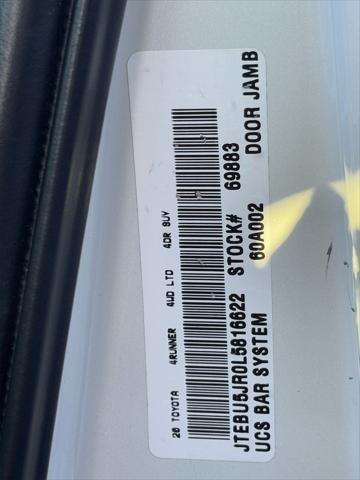 20 TOYOTA 4RUNNER 4WD LTD 4DR SUV
JTEBU5JR0L5816622 STOCK# 69883
UCS BAR SYSTEM 60A002 DOOR JAMB